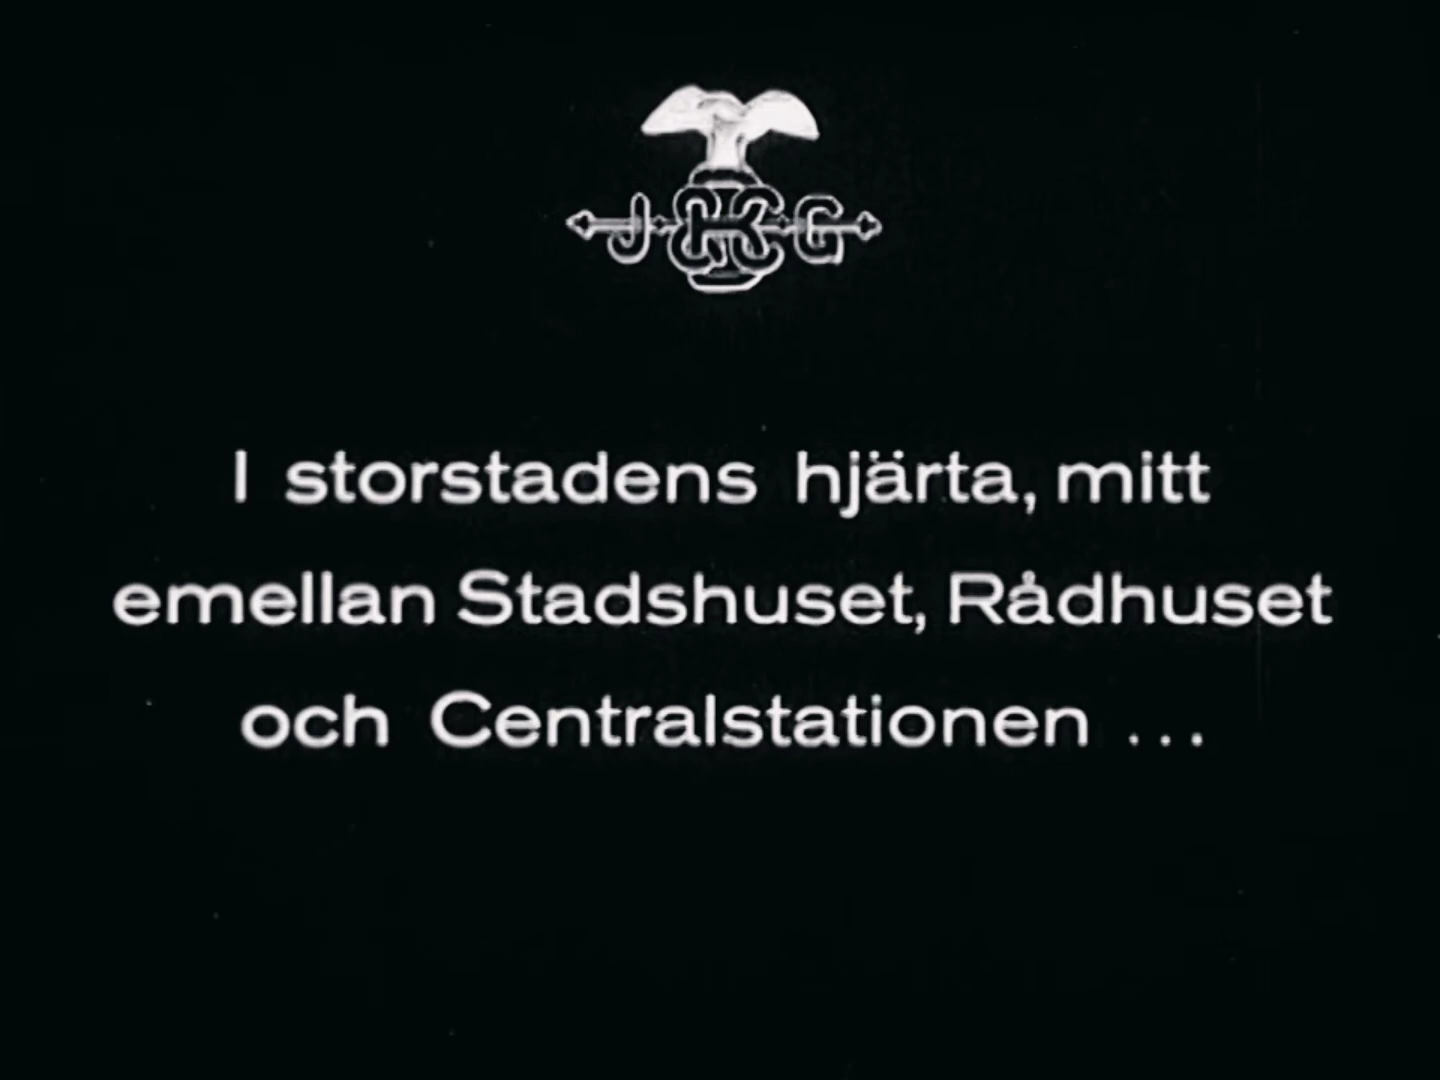 J K G
I storstadens hjärta, mitt
emellan Stadshuset, Rådhuset
och Centralstationen ...